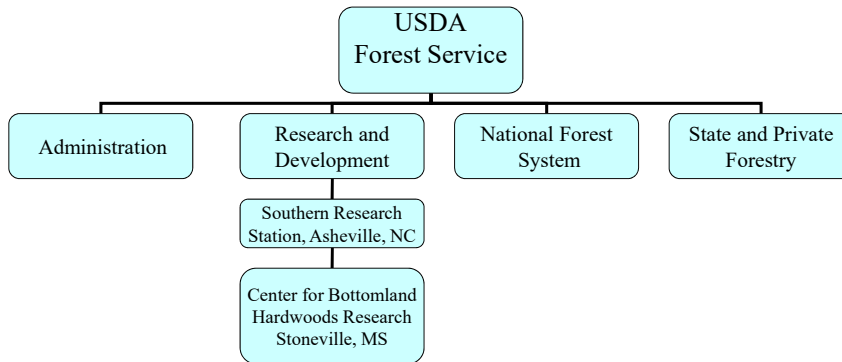 USDA
Forest Service
Administration
Research and
Development
National Forest
System
State and Private
Forestry
Southern Research
Station, Asheville, NC
Center for Bottomland
Hardwoods Research
Stoneville, MS